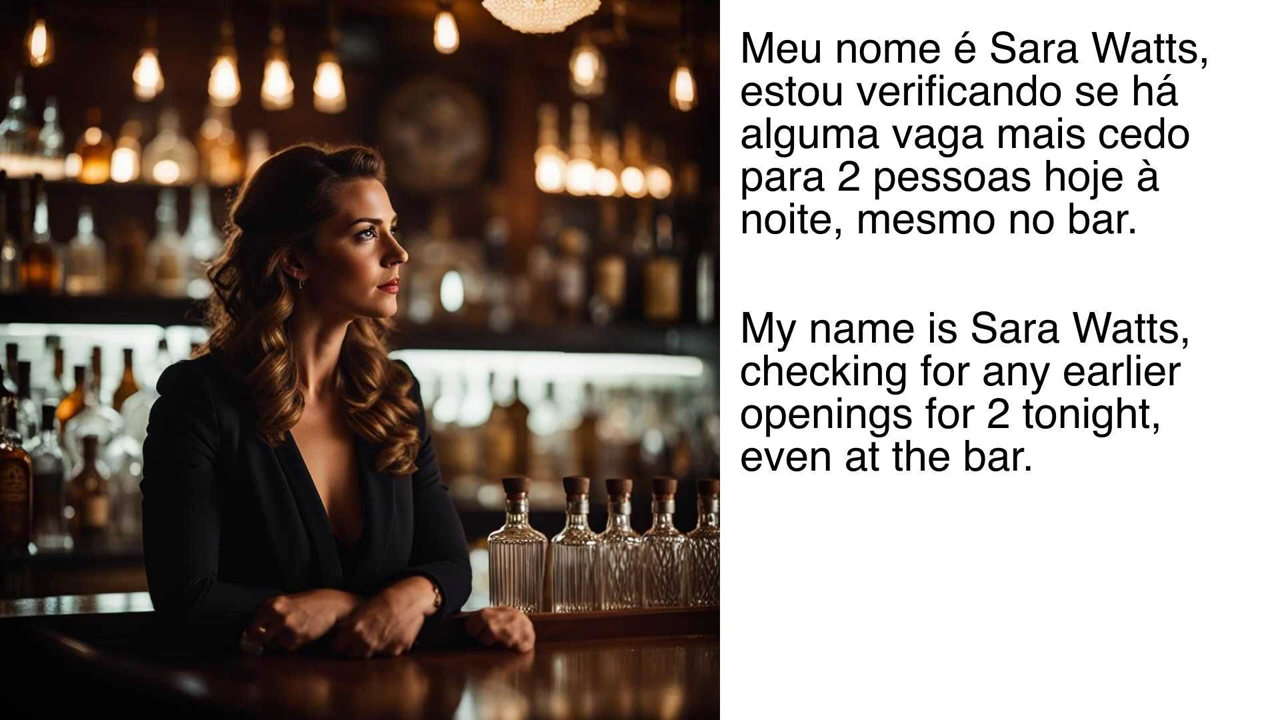 Meu nome é Sara Watts,
estou verificando se há
alguma vaga mais cedo
para 2 pessoas hoje à
noite, mesmo no bar.
My name is Sara Watts,
checking for any earlier
openings for 2 tonight,
even at the bar.